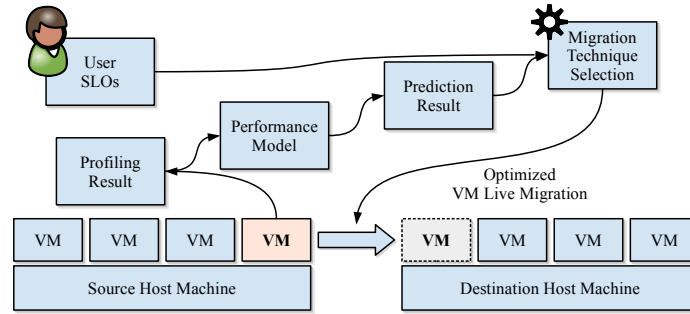 User
SLOs
Migration
Technique
Selection
Prediction
Result
Performance
Model
Profiling
Result
Optimized
VM Live Migration
VM VM VM VM
VM VM VM VM
Source Host Machine
Destination Host Machine